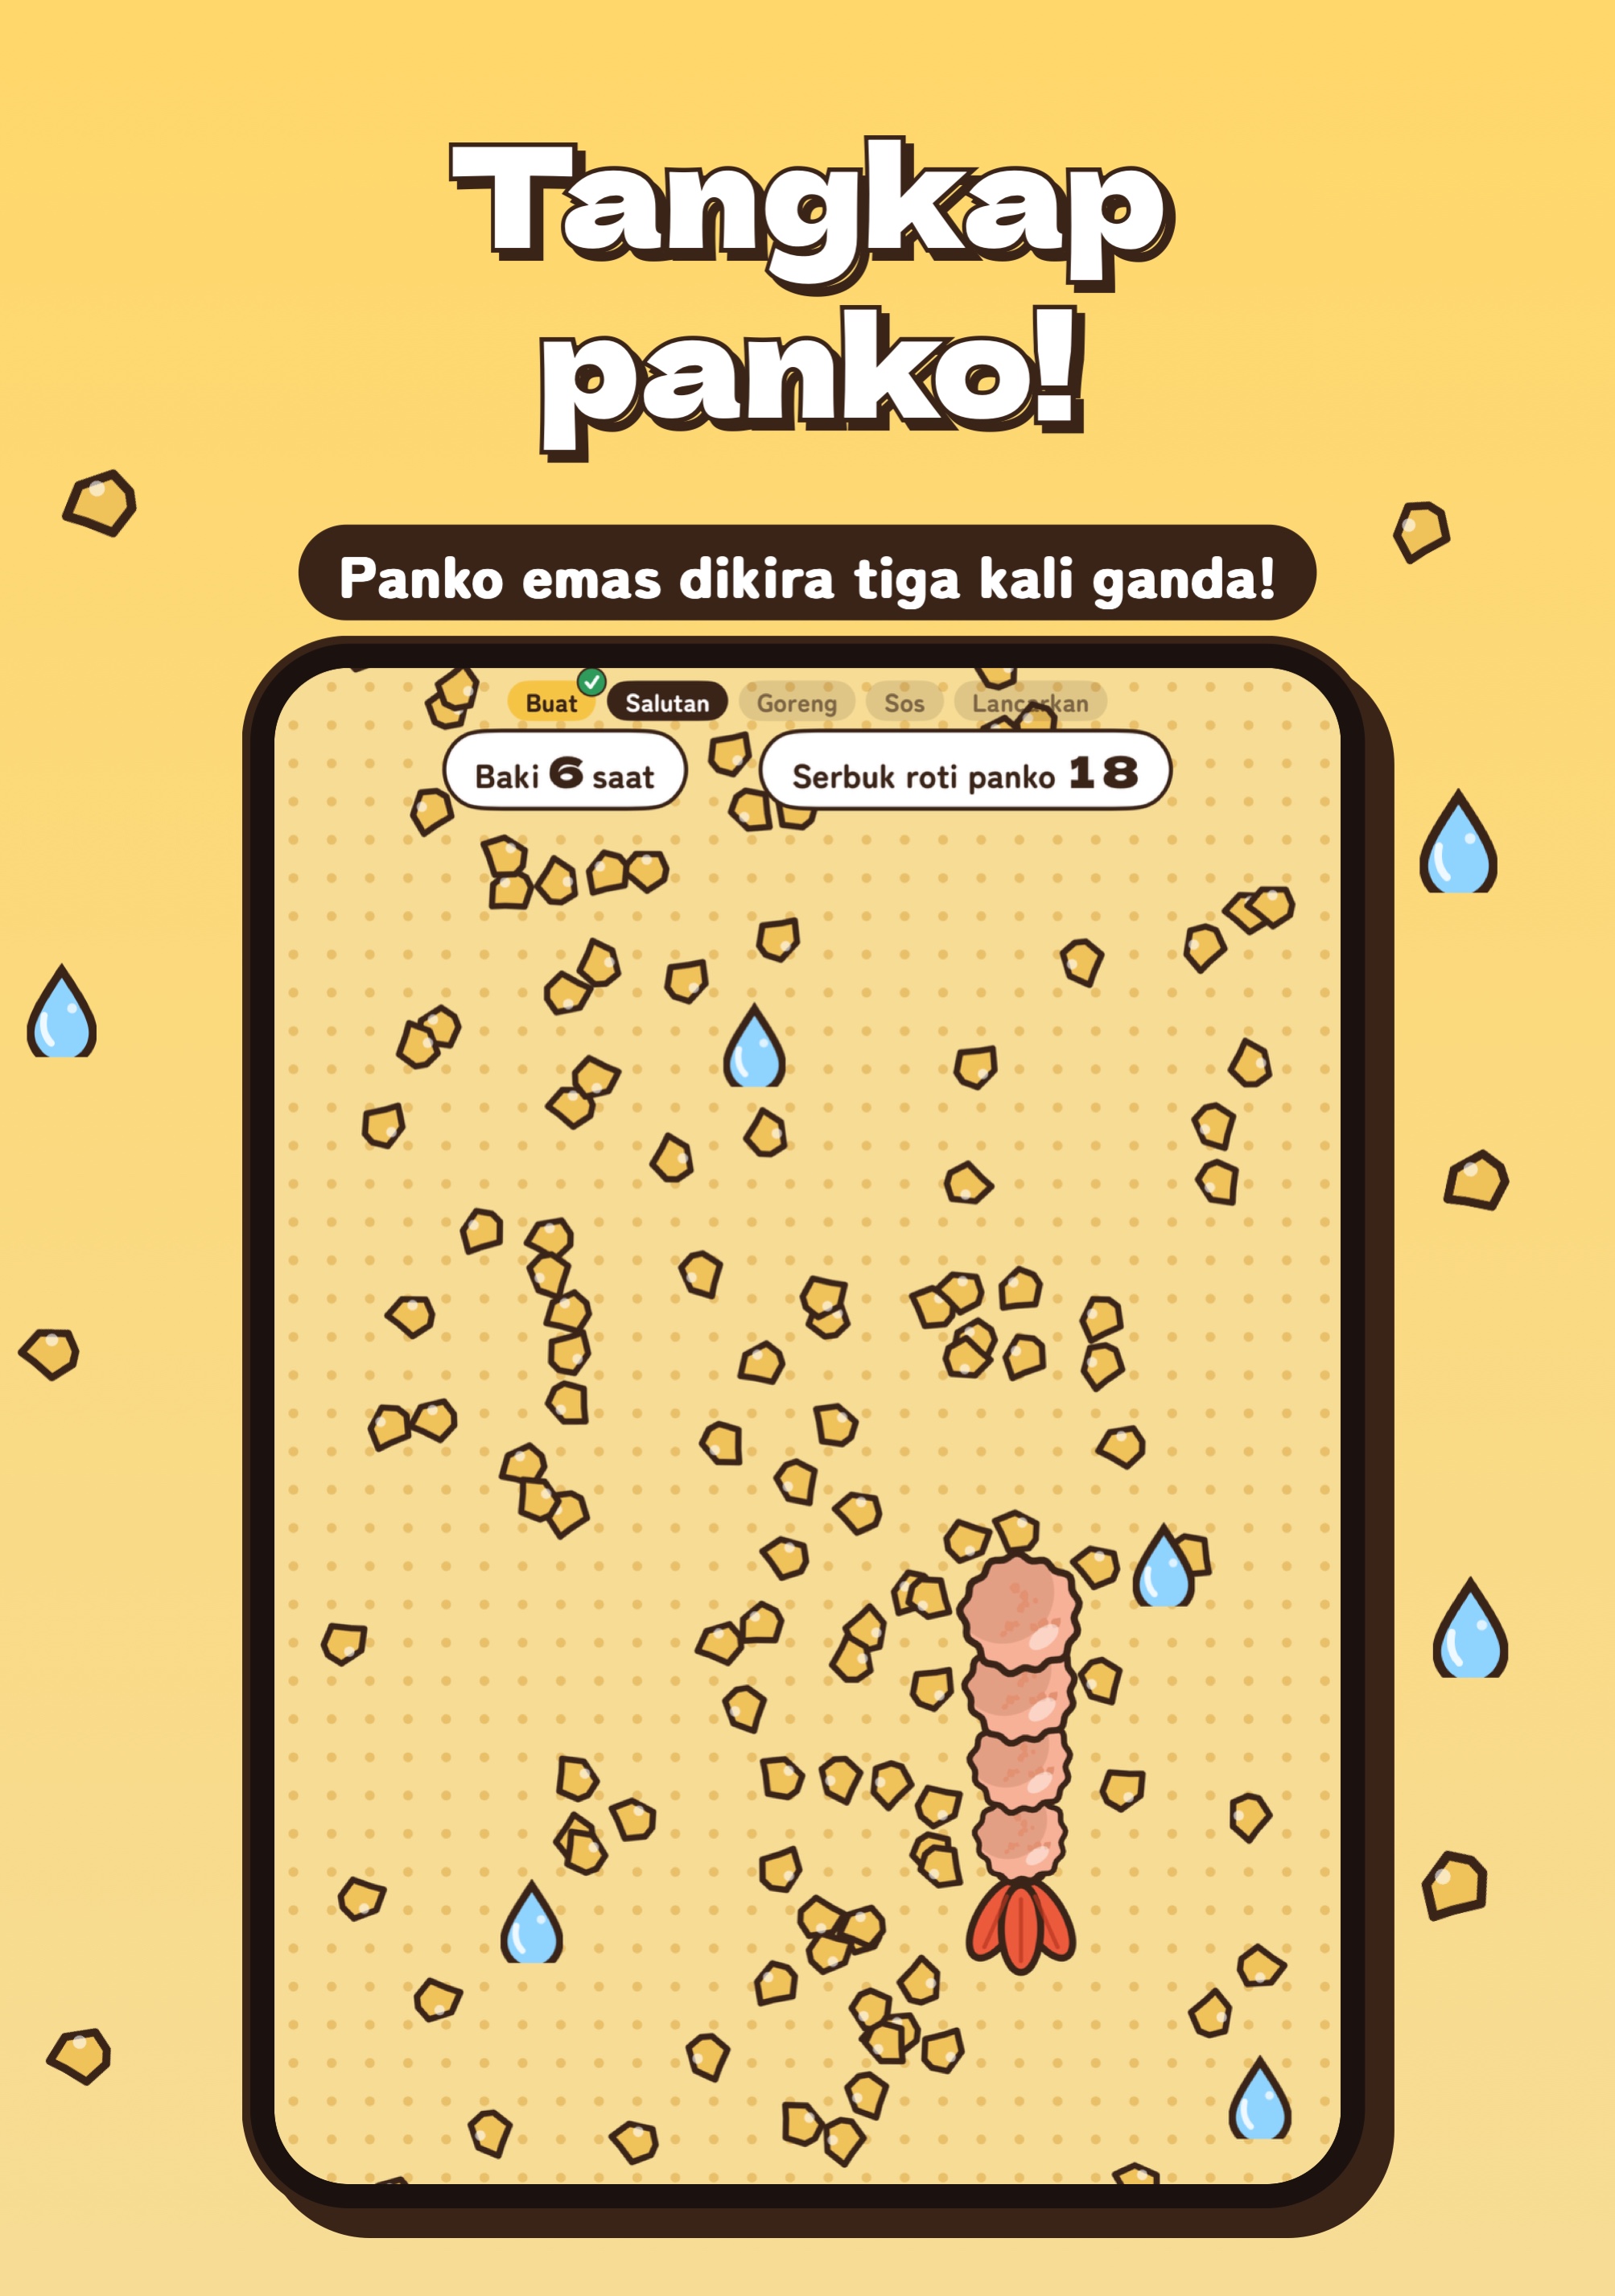 Tangkap
panko!
Panko emas dikira tiga kali ganda!
Buat Salutan Goreng Sos Lancarkan
Baki 6 saat Serbuk roti panko 18